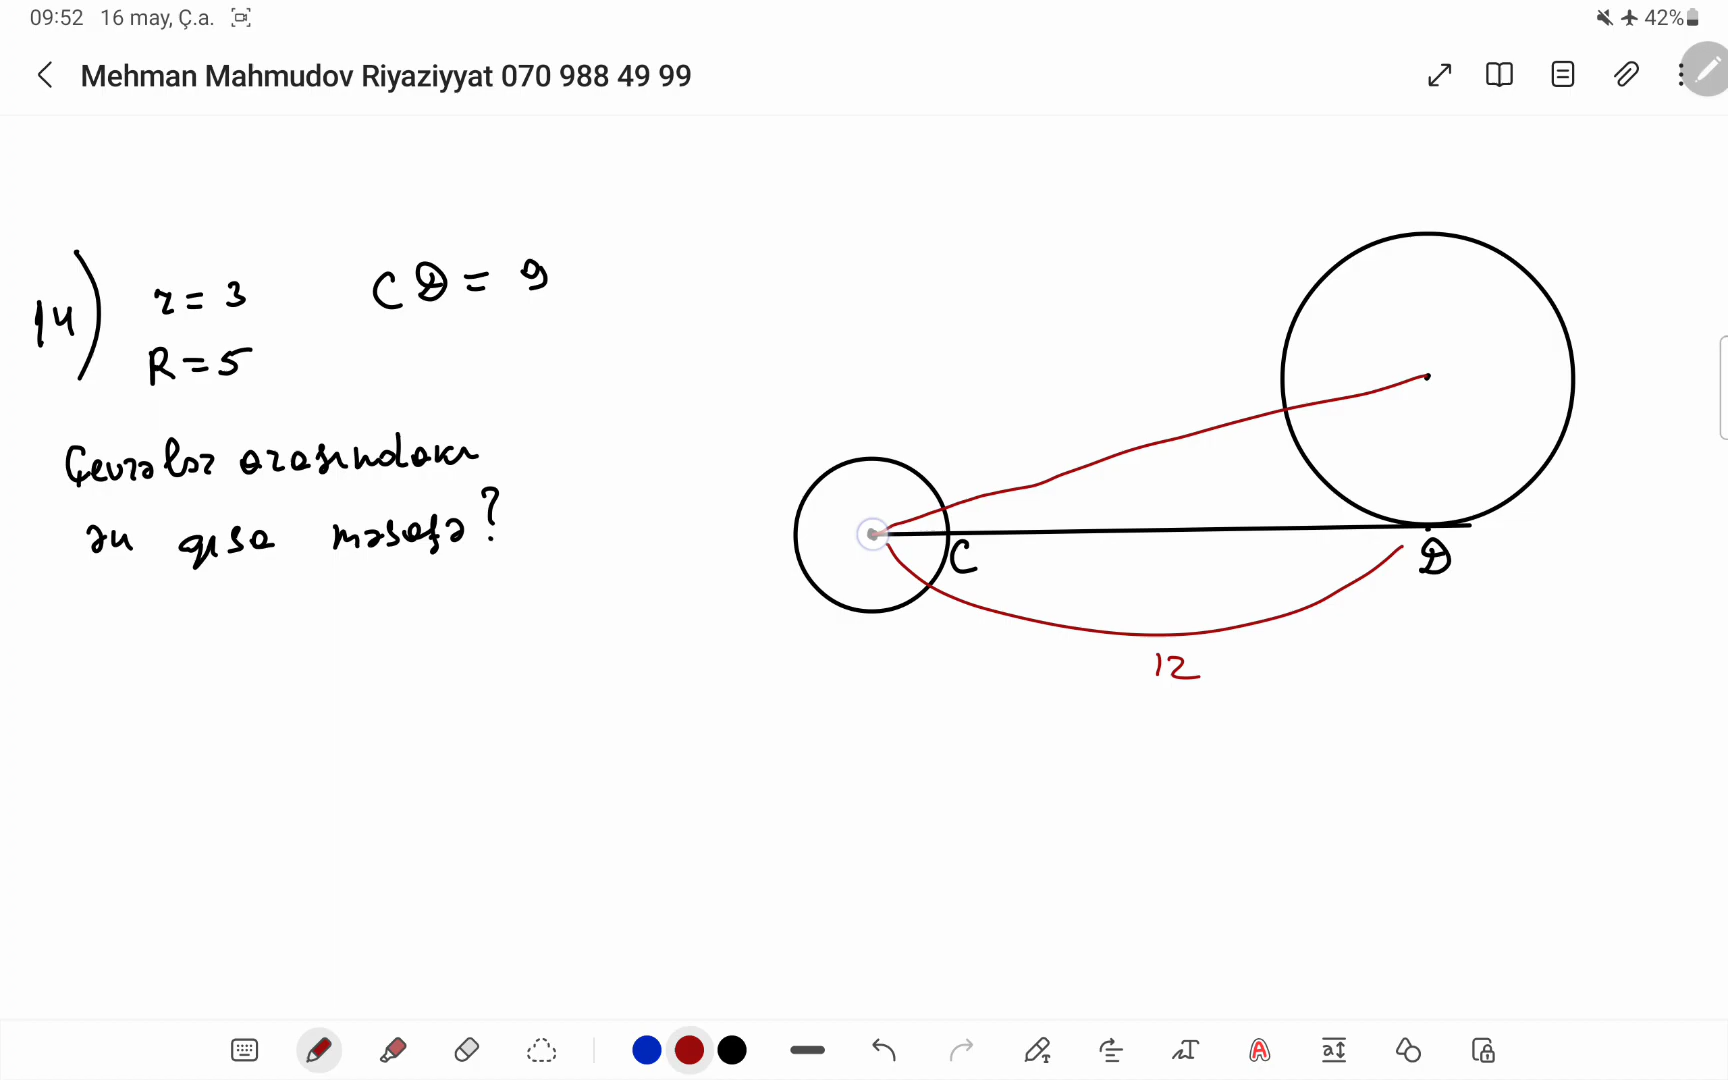 09:52 16 may, Ç.a.
42%
Mehman Mahmudov Riyaziyyat 070 988 49 99
14) r = 3 CD = 9
R = 5
Çevrələr arasındakı
ən qısa məsafə?
C
D
12